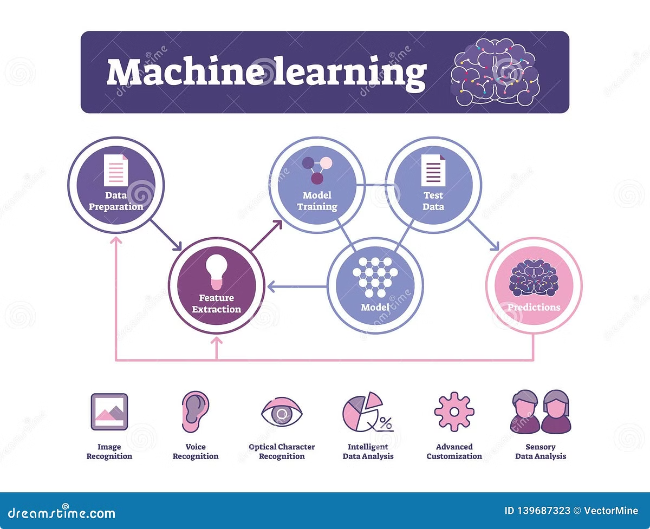 Machine learning
Data
Preparation
Model
Training
Test
Data
Feature
Extraction
Model
Predictions
%
Image
Recognition
Voice
Recognition
Optical Character
Recognition
Intelligent
Data Analysis
Advanced
Customization
Sensory
Data Analysis
dreamstime.com
ID 139687323 © VectorMine